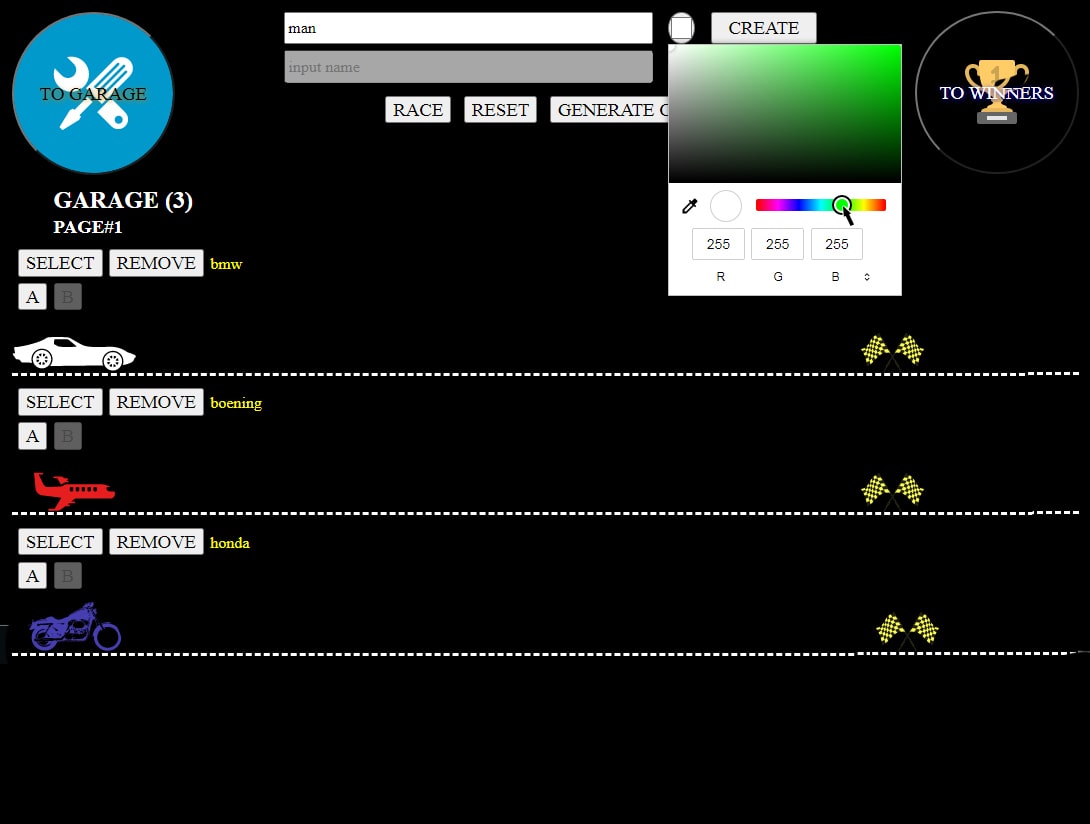 man
CREATE
input name
TO GARAGE
1
TO WINNERS
RACE RESET GENERATE
GARAGE (3)
PAGE#1
255 255 255
R G B
SELECT REMOVE bmw
A B
SELECT REMOVE boening
A B
SELECT REMOVE honda
A B